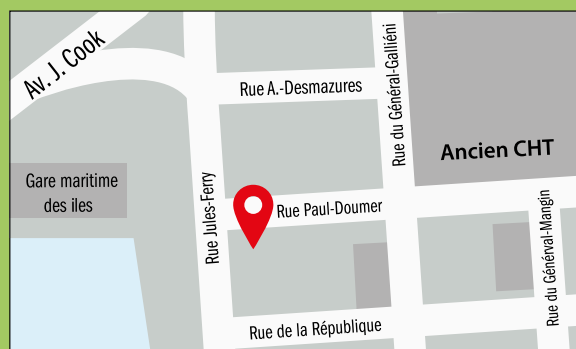 Av. J. Cook
Rue A.-Desmazures
Rue du Général-Galliéni
Ancien CHT
Gare maritime
des iles
Rue Jules-Ferry
Rue Paul-Doumer
Rue du Générval-Mangin
Rue de la République